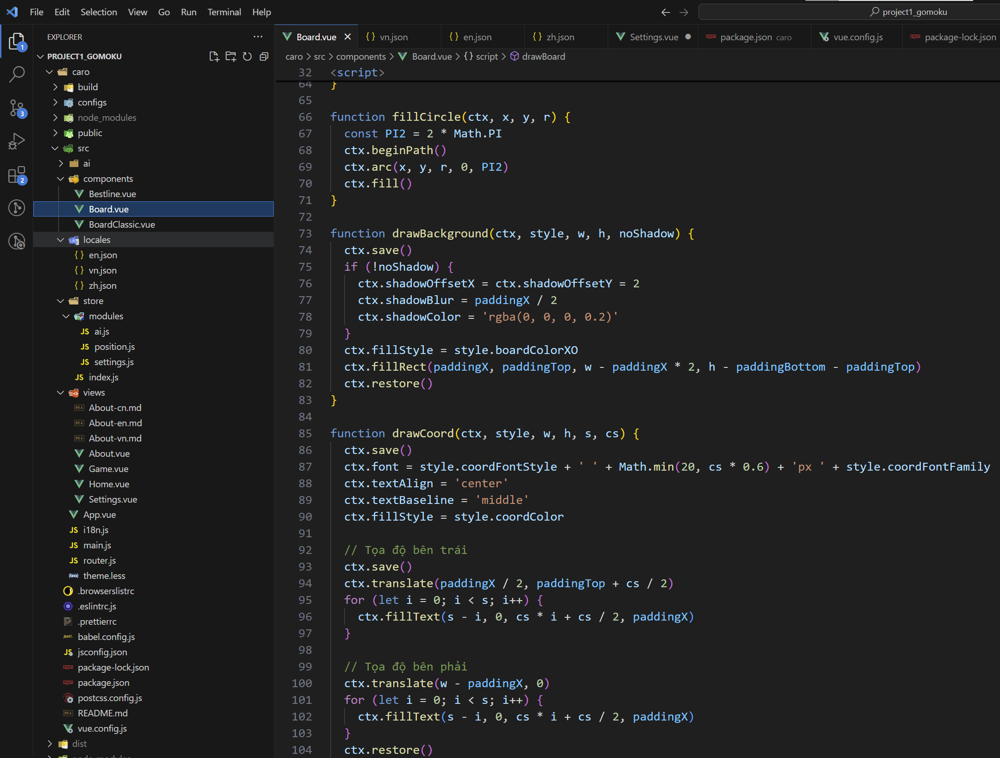 File Edit Selection View Go Run Terminal Help
project1_gomoku
EXPLORER
PROJECT1_GOMOKU
caro
build
configs
node_modules
public
src
ai
components
Bestline.vue
Board.vue
BoardClassic.vue
locales
en.json
vn.json
zh.json
store
modules
JS ai.js
JS position.js
JS settings.js
JS index.js
views
About-cn.md
About-en.md
About-vn.md
About.vue
Game.vue
Home.vue
Settings.vue
App.vue
JS i18n.js
JS main.js
JS router.js
theme.less
.browserslistrc
.eslintrc.js
.prettierrc
babel.config.js
jsconfig.json
package-lock.json
package.json
postcss.config.js
README.md
vue.config.js
dist
node_modules
1
3
2
Board.vue
{} vn.json
{} en.json
{} zh.json
Settings.vue
package.json caro
vue.config.js
package-lock.json
caro > src > components > Board.vue > {} script > drawBoard
32 <script>
64 }
65
66 function fillCircle(ctx, x, y, r) {
67 const PI2 = 2 * Math.PI
68 ctx.beginPath()
69 ctx.arc(x, y, r, 0, PI2)
70 ctx.fill()
71 }
72
73 function drawBackground(ctx, style, w, h, noShadow) {
74 ctx.save()
75 if (!noShadow) {
76 ctx.shadowOffsetX = ctx.shadowOffsetY = 2
77 ctx.shadowBlur = paddingX / 2
78 ctx.shadowColor = 'rgba(0, 0, 0, 0.2)'
79 }
80 ctx.fillStyle = style.boardColorXO
81 ctx.fillRect(paddingX, paddingTop, w - paddingX * 2, h - paddingBottom - paddingTop)
82 ctx.restore()
83 }
84
85 function drawCoord(ctx, style, w, h, s, cs) {
86 ctx.save()
87 ctx.font = style.coordFontStyle + ' ' + Math.min(20, cs * 0.6) + 'px ' + style.coordFontFamily
88 ctx.textAlign = 'center'
89 ctx.textBaseline = 'middle'
90 ctx.fillStyle = style.coordColor
91
92 // Tọa độ bên trái
93 ctx.save()
94 ctx.translate(paddingX / 2, paddingTop + cs / 2)
95 for (let i = 0; i < s; i++) {
96 ctx.fillText(s - i, 0, cs * i + cs / 2, paddingX)
97 }
98
99 // Tọa độ bên phải
100 ctx.translate(w - paddingX, 0)
101 for (let i = 0; i < s; i++) {
102 ctx.fillText(s - i, 0, cs * i + cs / 2, paddingX)
103 }
104 ctx.restore()